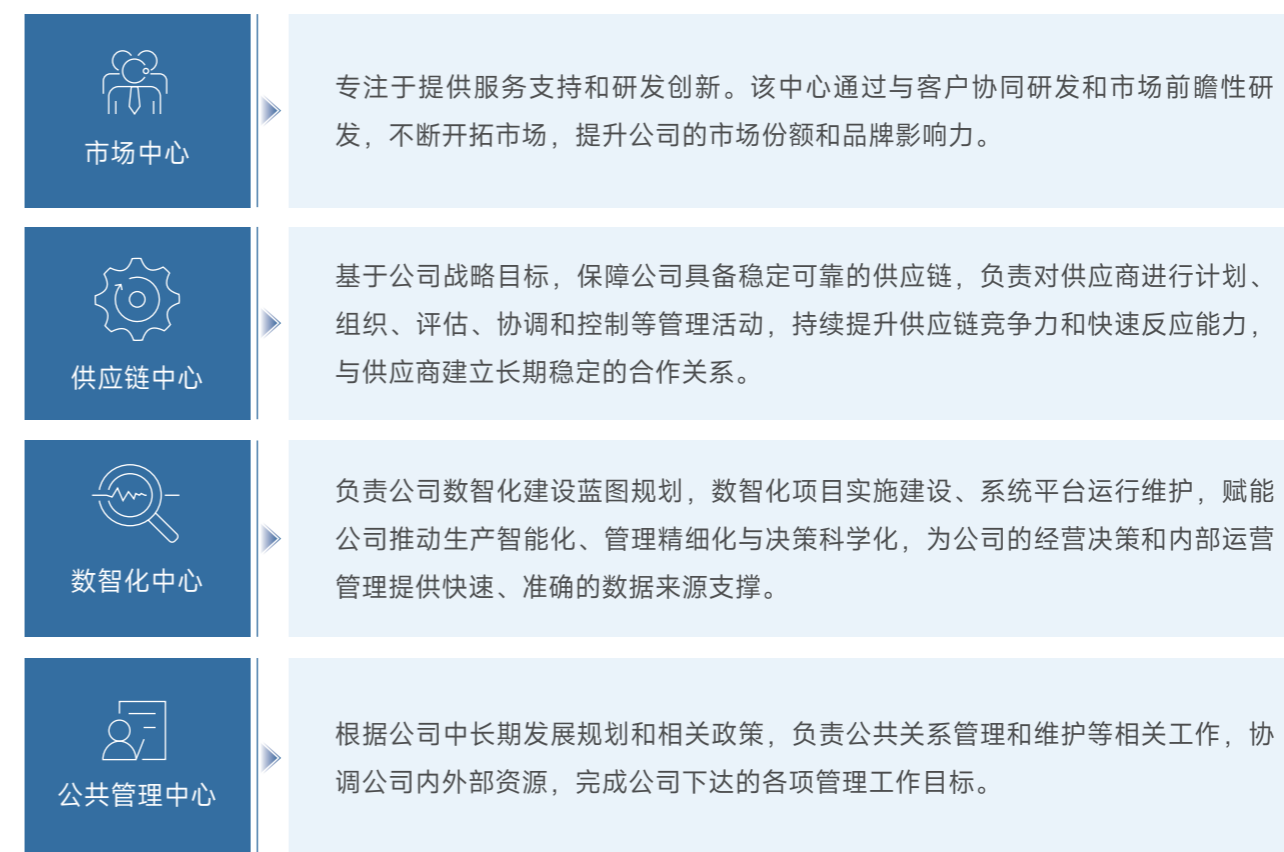 市场中心
专注于提供服务支持和研发创新。该中心通过与客户协同研发和市场前瞻性研
发，不断开拓市场，提升公司的市场份额和品牌影响力。
供应链中心
基于公司战略目标，保障公司具备稳定可靠的供应链，负责对供应商进行计划、
组织、评估、协调和控制等管理活动，持续提升供应链竞争力和快速反应能力，
与供应商建立长期稳定的合作关系。
数智化中心
负责公司数智化建设蓝图规划，数智化项目实施建设、系统平台运行维护，赋能
公司推动生产智能化、管理精细化与决策科学化，为公司的经营决策和内部运营
管理提供快速、准确的数据来源支撑。
公共管理中心
根据公司中长期发展规划和相关政策，负责公共关系管理和维护等相关工作，协
调公司内外部资源，完成公司下达的各项管理工作目标。